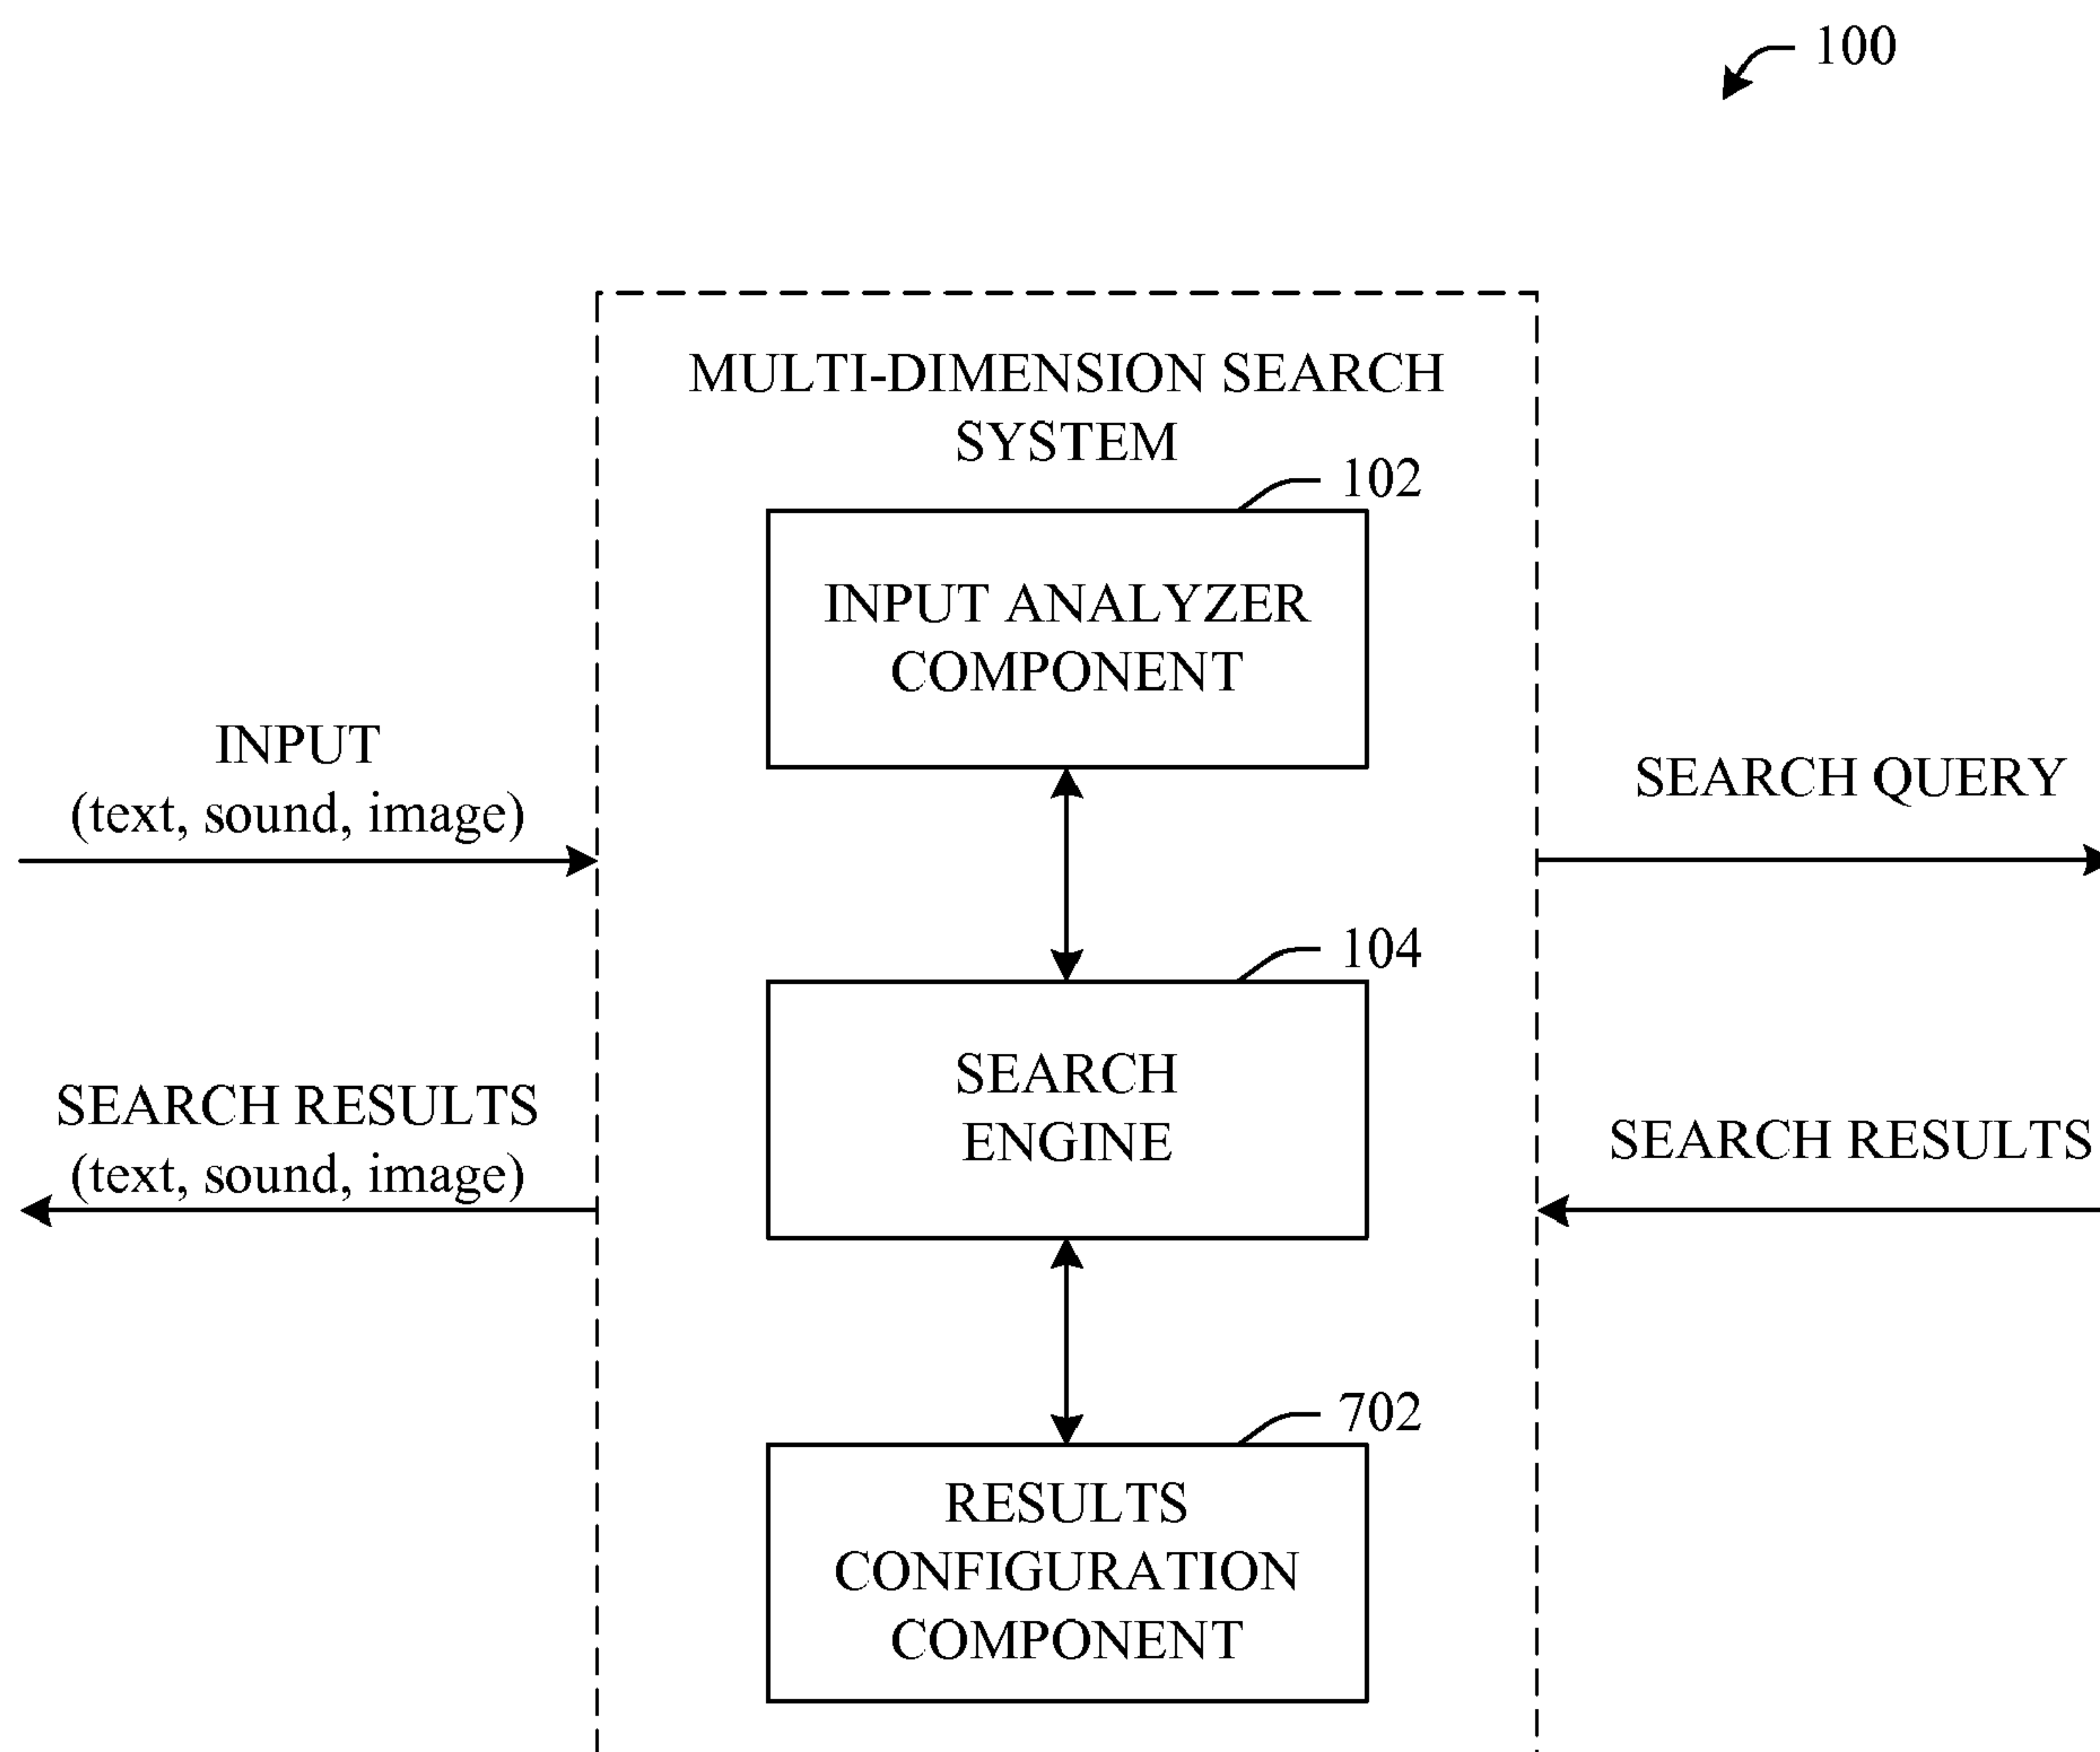 100
MULTI-DIMENSION SEARCH
SYSTEM
102
INPUT ANALYZER
COMPONENT
INPUT
(text, sound, image)
SEARCH QUERY
104
SEARCH
ENGINE
SEARCH RESULTS
(text, sound, image)
SEARCH RESULTS
702
RESULTS
CONFIGURATION
COMPONENT